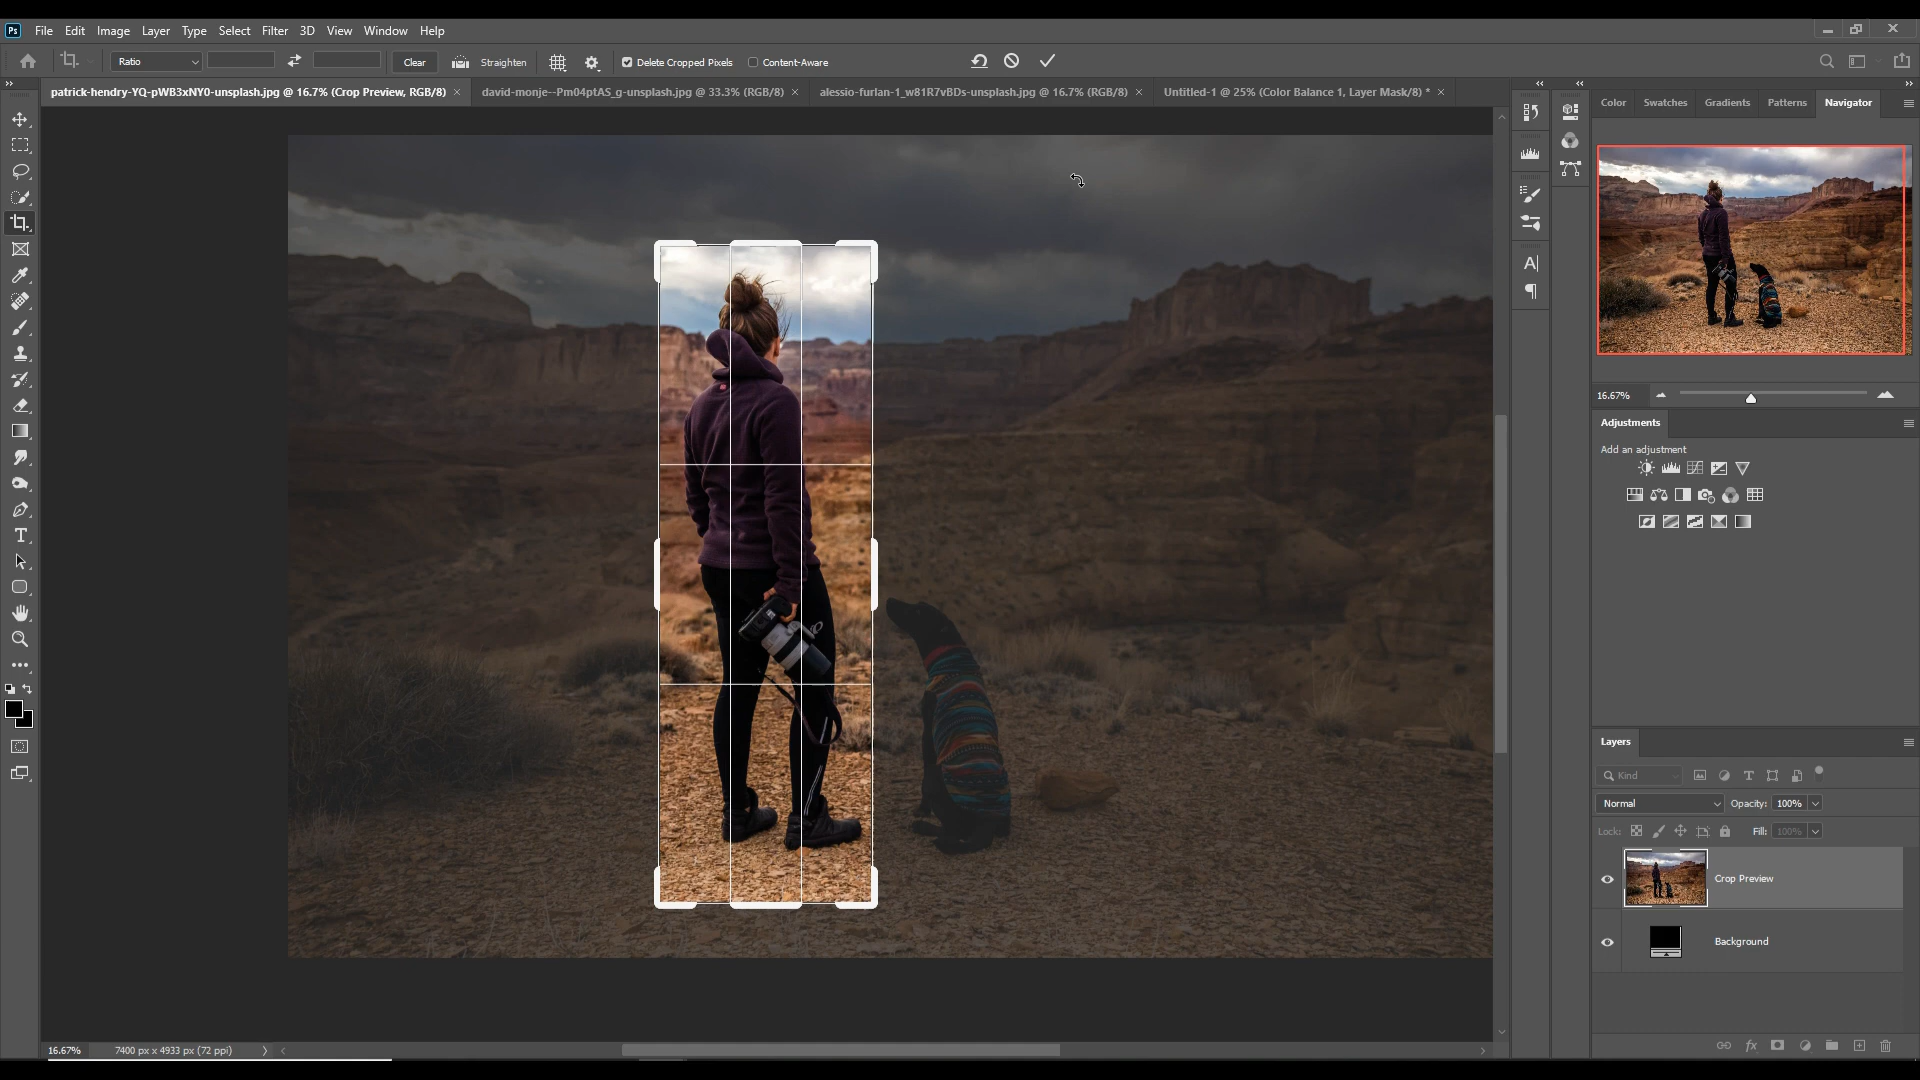 Ps File Edit Image Layer Type Select Filter 3D View Window Help
Ratio Clear Straighten Delete Cropped Pixels Content-Aware
patrick-hendry-YQ-pWB3xNY0-unsplash.jpg @ 16.7% (Crop Preview, RGB/8) × david-monje--Pm04ptAS_g-unsplash.jpg @ 33.3% (RGB/8) × alessio-furlan-1_w81R7vBDs-unsplash.jpg @ 16.7% (RGB/8) × Untitled-1 @ 25% (Color Balance 1, Layer Mask/8) * ×
Color Swatches Gradients Patterns Navigator
16.67%
Adjustments
Add an adjustment
Layers
Kind
Normal Opacity: 100%
Lock: Fill: 100%
Crop Preview
Background
16.67% 7400 px x 4933 px (72 ppi)